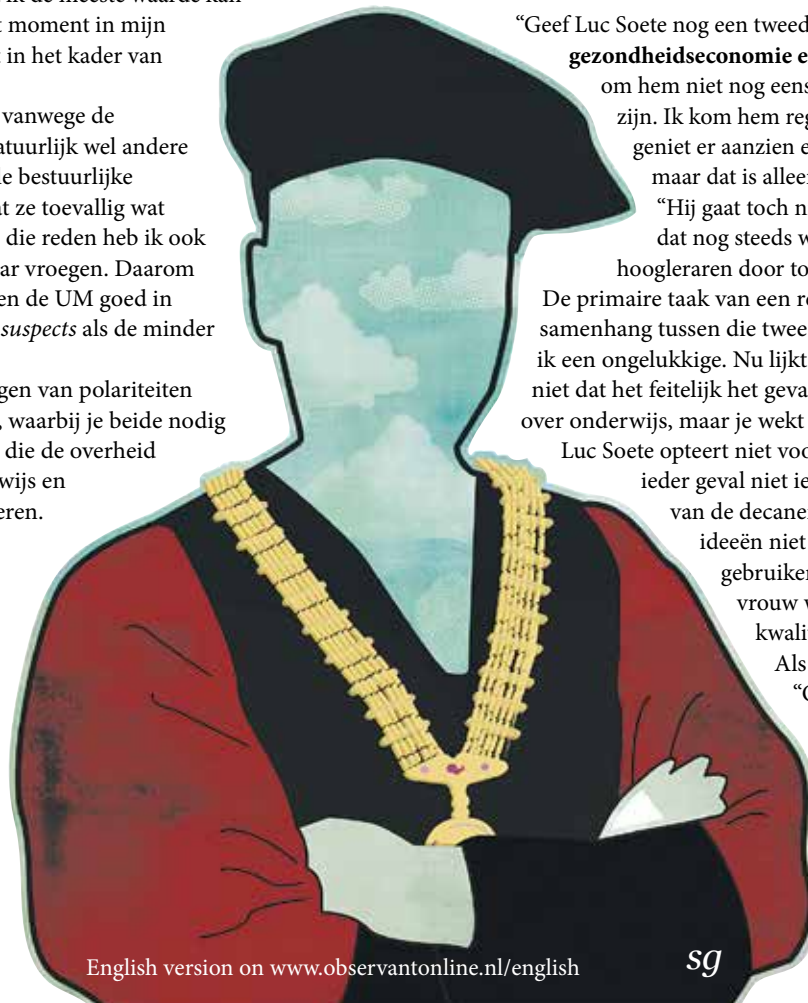 ik de meeste waarde kan
t moment in mijn
t in het kader van
vanwege de
atuurlijk wel andere
ie bestuurlijke
at ze toevallig wat
die reden heb ik ook
ar vroegen. Daarom
en de UM goed in
suspects als de minder
gen van polariteiten
, waarbij je beide nodig
die de overheid
wijs en
eren.
“Geef Luc Soete nog een tweed
gezondheidseconomie e
om hem niet nog eens
zijn. Ik kom hem reg
geniet er aanzien e
maar dat is alleen
“Hij gaat toch n
dat nog steeds w
hoogleraren door to
De primaire taak van een re
samenhang tussen die twee
ik een ongelukkige. Nu lijkt
niet dat het feitelijk het geva
over onderwijs, maar je wekt
Luc Soete opteert niet voo
ieder geval niet ie
van de decane
ideeën niet
gebruiken
vrouw w
kwali
Als
“O
English version on www.observantonline.nl/english
sg